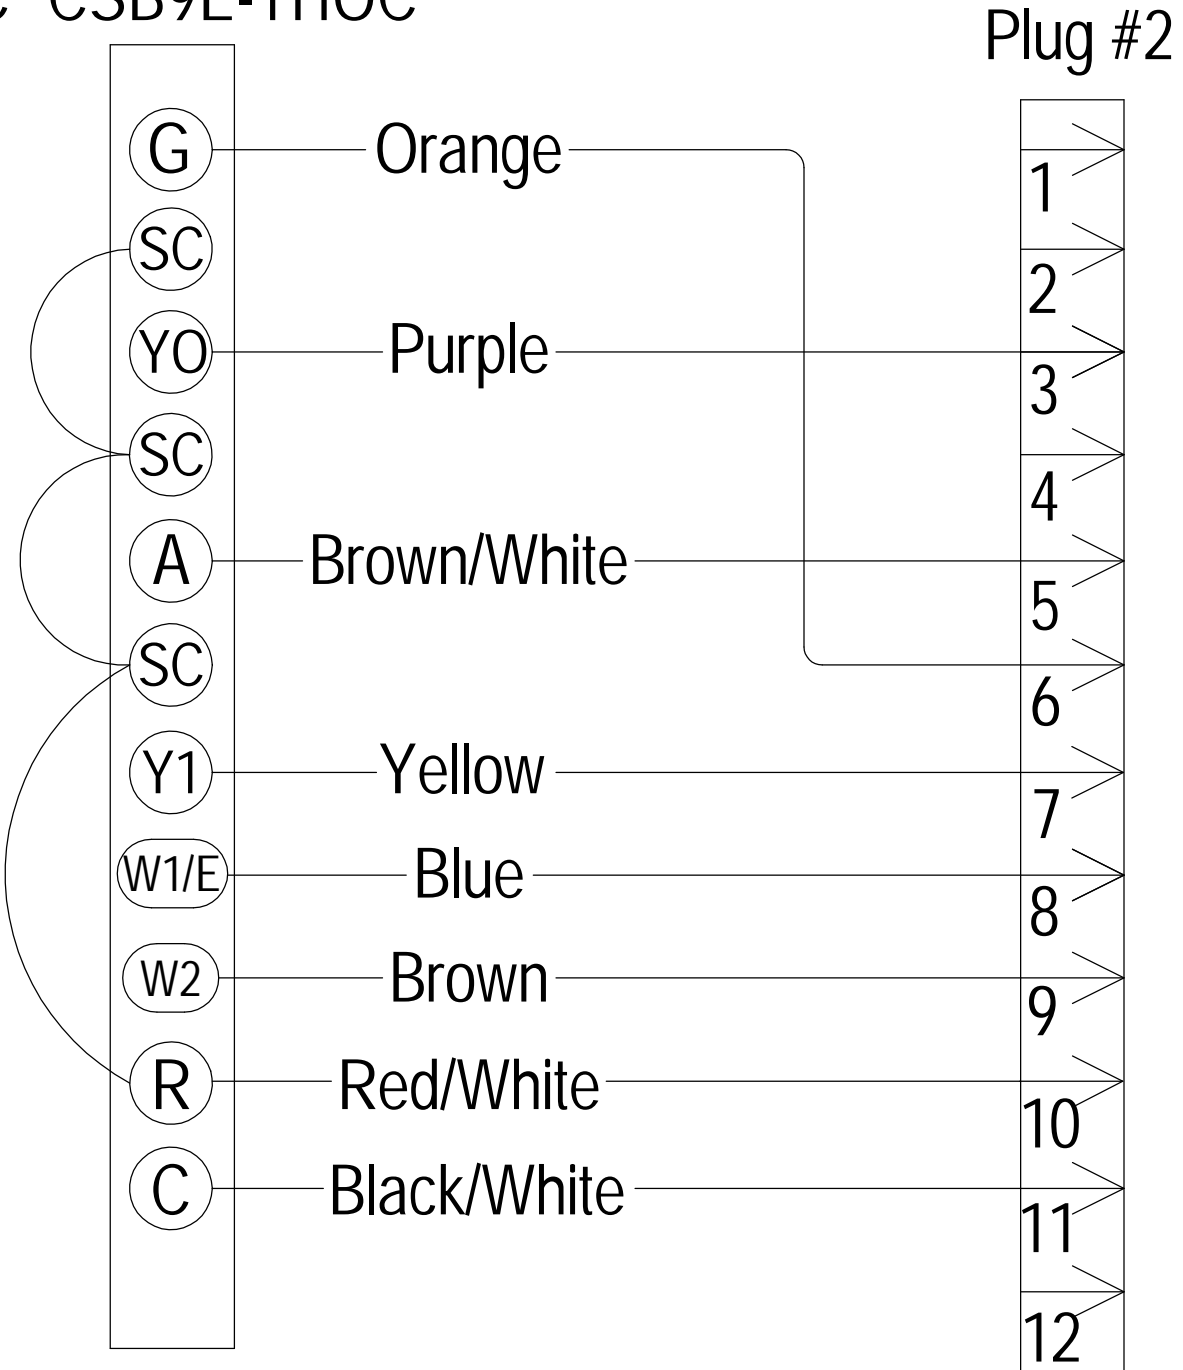 Plug #2
G Orange
1
SC
2
YO Purple
3
SC
4
A Brown/White
5
SC
6
Y1 Yellow
7
W1/E Blue
8
W2 Brown
9
R Red/White
10
C Black/White
11
12